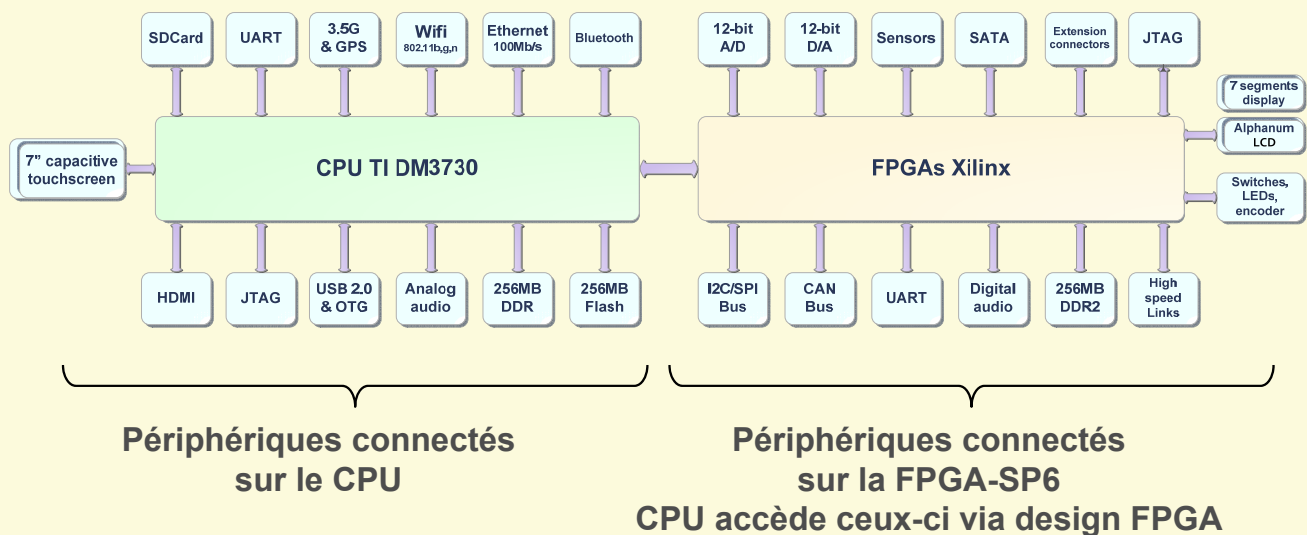 SDCard
UART
3.5G
& GPS
Wifi
802.11b,g,n
Ethernet
100Mb/s
Bluetooth
12-bit
A/D
12-bit
D/A
Sensors
SATA
Extension
connectors
JTAG
7 segments
display
Alphanum
LCD
7" capacitive
touchscreen
CPU TI DM3730
FPGAs Xilinx
Switches,
LEDs,
encoder
HDMI
JTAG
USB 2.0
& OTG
Analog
audio
256MB
DDR
256MB
Flash
I2C/SPI
Bus
CAN
Bus
UART
Digital
audio
256MB
DDR2
High
speed
Links
Périphériques connectés
sur le CPU
Périphériques connectés
sur la FPGA-SP6
CPU accède ceux-ci via design FPGA